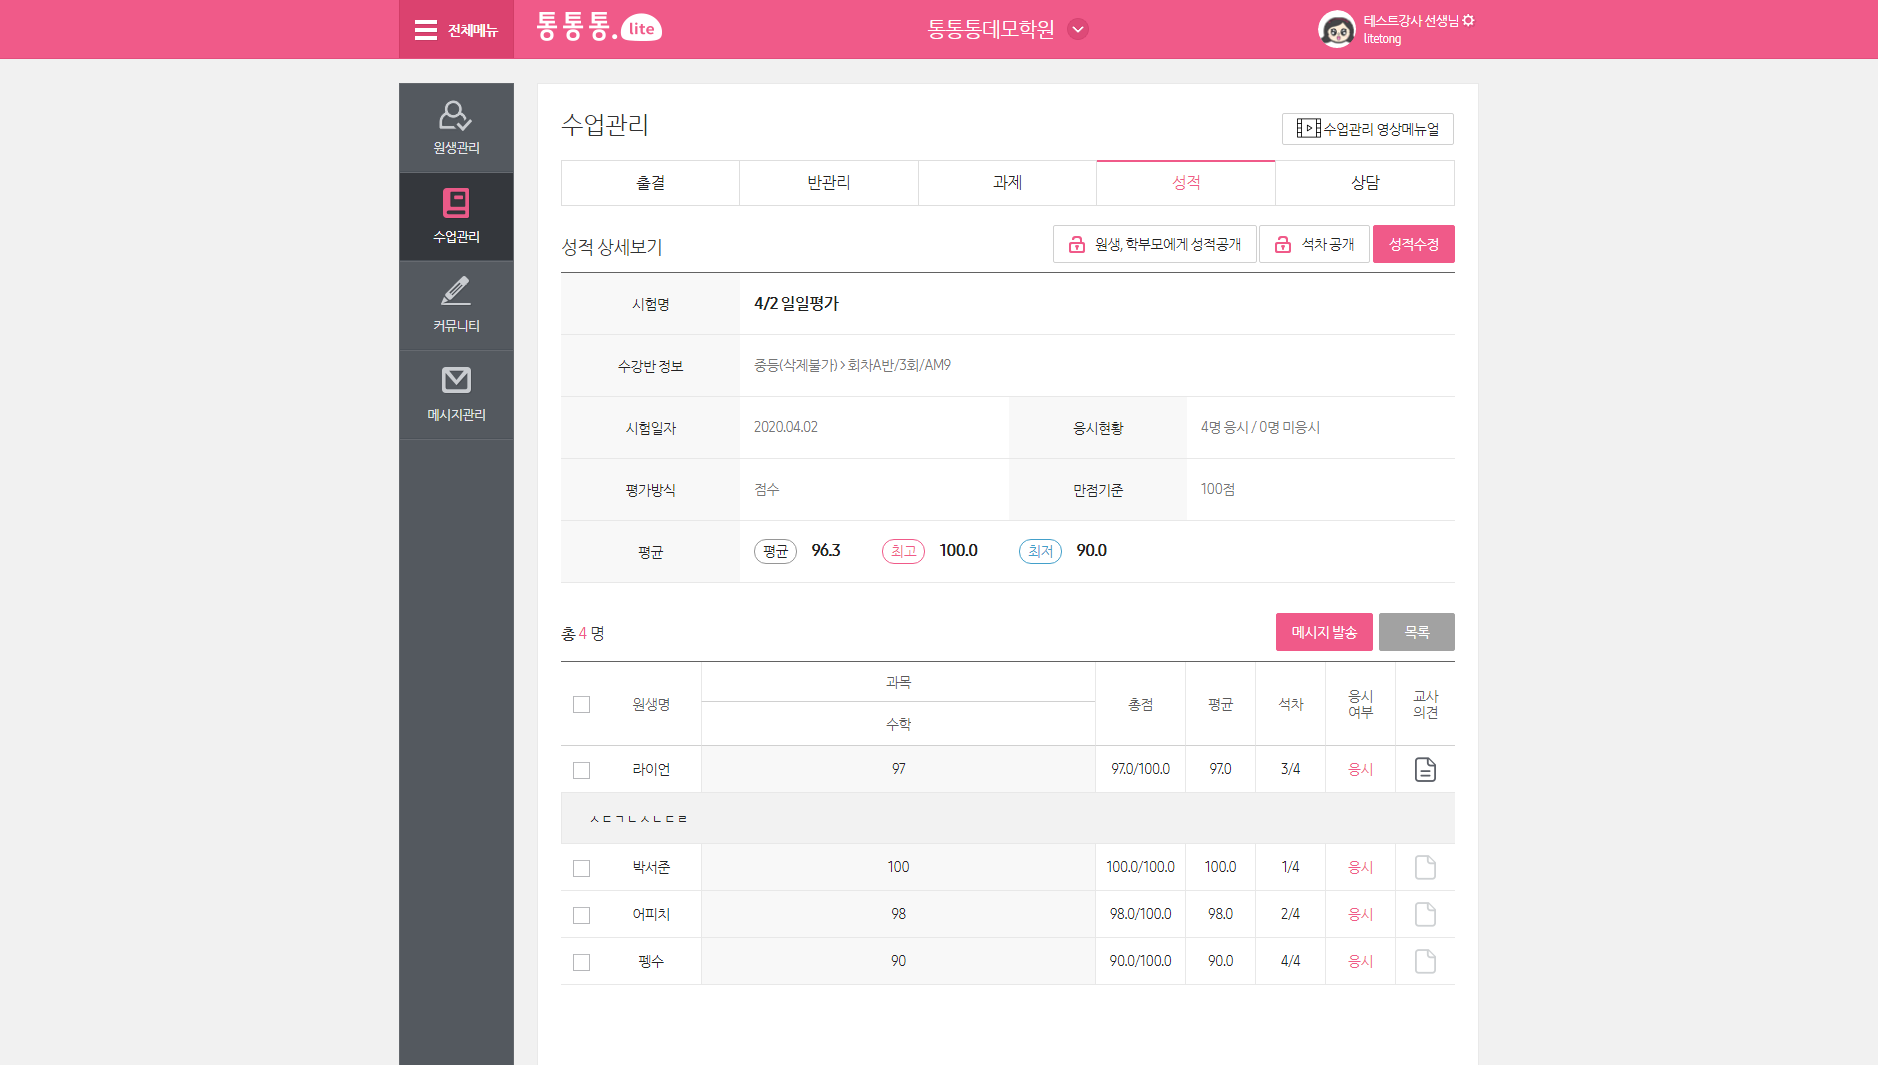 전체메뉴
통통통.lite
통통통데모학원
테스트강사 선생님
litetong
원생관리
수업관리
커뮤니티
메시지관리
수업관리
수업관리 영상메뉴얼
출결
반관리
과제
성적
상담
성적 상세보기
원생, 학부모에게 성적공개
석차 공개
성적수정
시험명
4/2 일일평가
수강반 정보
중등(삭제불가) > 회차A반/3회/AM9
시험일자
2020.04.02
응시현황
4명 응시 / 0명 미응시
평가방식
점수
만점기준
100점
평균
평균 96.3 최고 100.0 최저 90.0
총 4 명
메시지 발송
목록
원생명
과목
수학
총점
평균
석차
응시
여부
교사
의견
라이언 97 97.0/100.0 97.0 3/4 응시
ㅅㄷㄱㄴㅅㄴㄷㄹ
박서준 100 100.0/100.0 100.0 1/4 응시
어피치 98 98.0/100.0 98.0 2/4 응시
펭수 90 90.0/100.0 90.0 4/4 응시